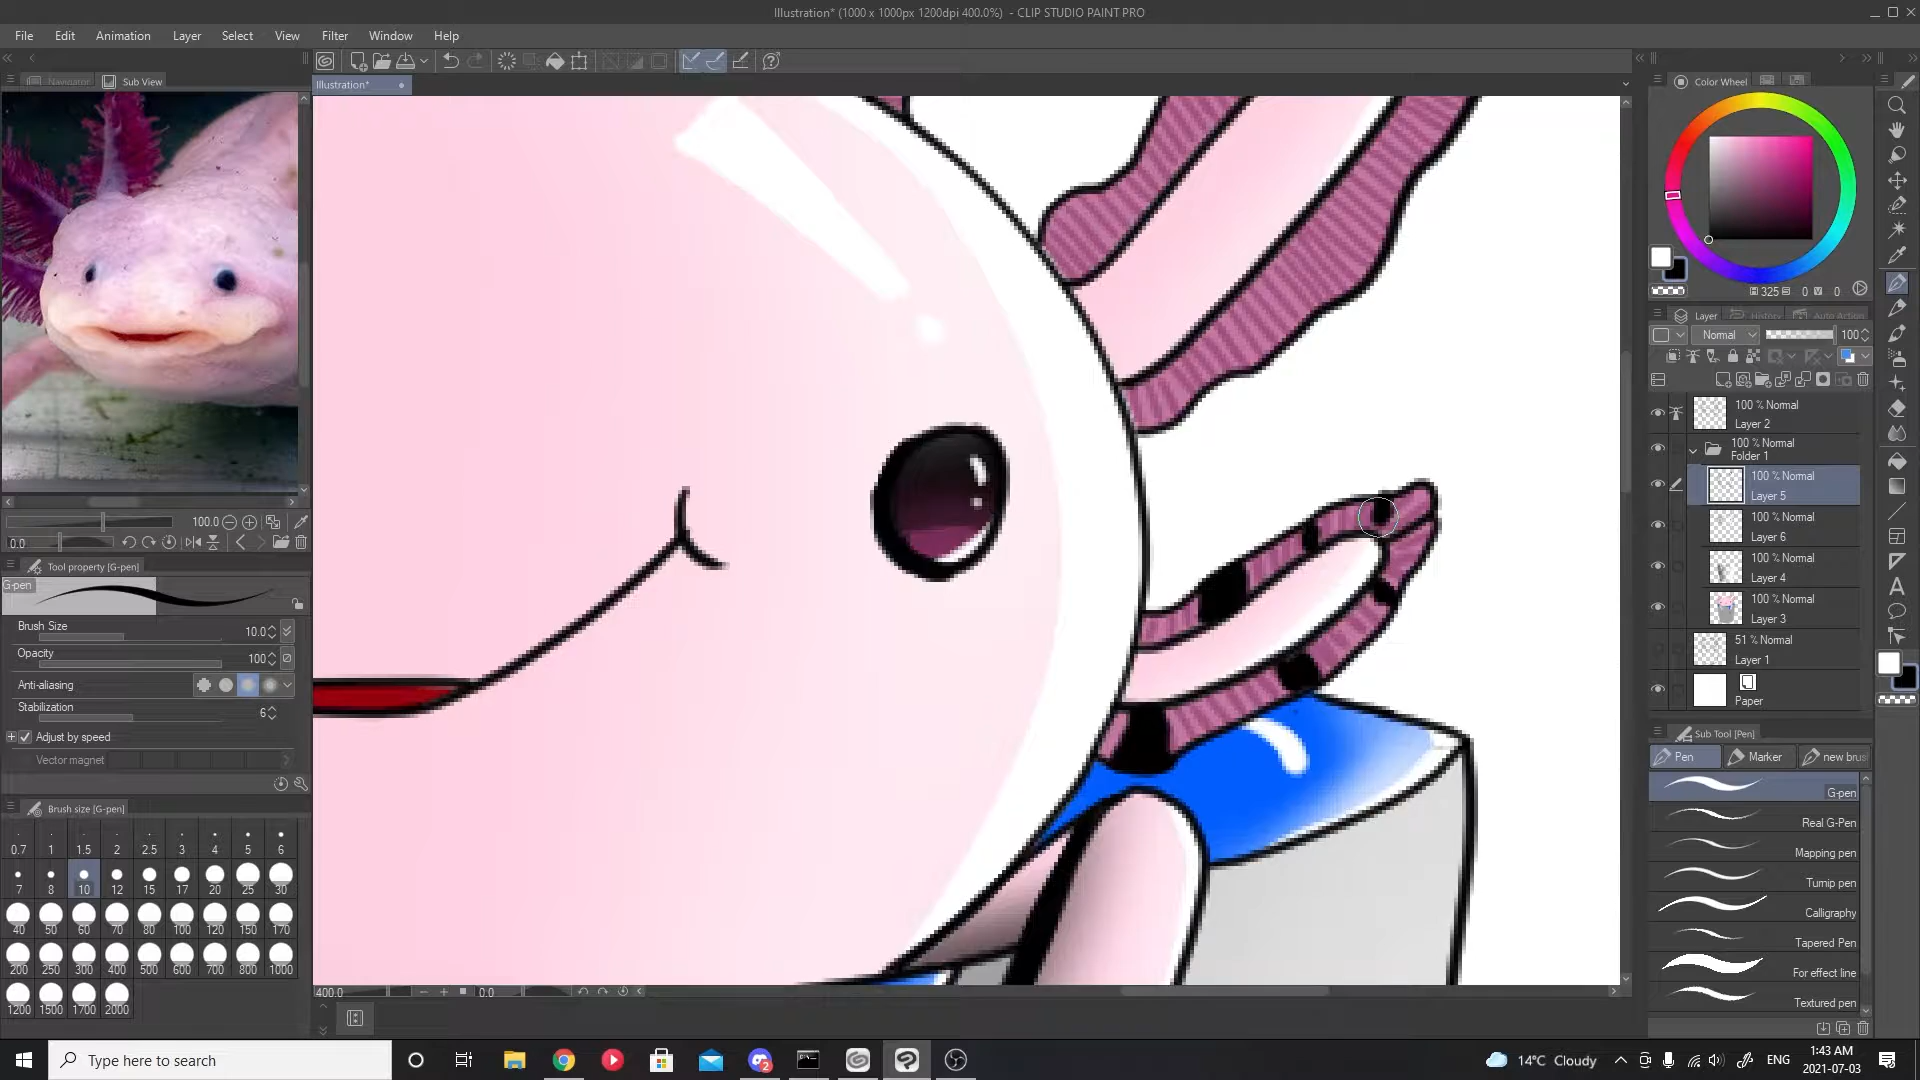 Illustration* (1000 x 1000px 1200dpi 400.0%) - CLIP STUDIO PAINT PRO
File Edit Animation Layer Select View Filter Window Help
Navigator Sub View
Illustration*
Color Wheel
325 0 0
100.0
0.0
Tool property [G-pen]
G-pen
Brush Size 10.0
Opacity 100
Anti-aliasing
Stabilization 6
Adjust by speed
Vector magnet
Brush size [G-pen]
0.7 1 1.5 2 2.5 3 4 5 6
7 8 10 12 15 17 20 25 30
40 50 60 70 80 100 120 150 170
200 250 300 400 500 600 700 800 1000
1200 1500 1700 2000
400.0 0.0
Layer History Auto Action
Normal 100
100 % Normal
Layer 2
100 % Normal
Folder 1
100 % Normal
Layer 5
100 % Normal
Layer 6
100 % Normal
Layer 4
100 % Normal
Layer 3
51 % Normal
Layer 1
Paper
Sub Tool [Pen]
Pen Marker new brus
G-pen
Real G-Pen
Mapping pen
Turnip pen
Calligraphy
Tapered Pen
For effect line
Textured pen
Type here to search
2
14°C Cloudy
ENG
1:43 AM
2021-07-03